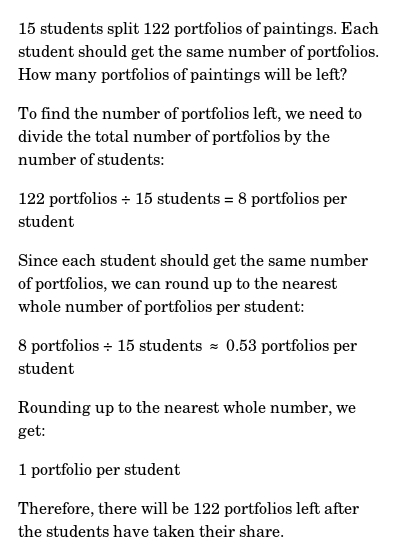 15 students split 122 portfolios of paintings. Each
student should get the same number of portfolios.
How many portfolios of paintings will be left?
To find the number of portfolios left, we need to
divide the total number of portfolios by the
number of students:
122 portfolios ÷ 15 students = 8 portfolios per
student
Since each student should get the same number
of portfolios, we can round up to the nearest
whole number of portfolios per student:
8 portfolios ÷ 15 students ≈ 0.53 portfolios per
student
Rounding up to the nearest whole number, we
get:
1 portfolio per student
Therefore, there will be 122 portfolios left after
the students have taken their share.